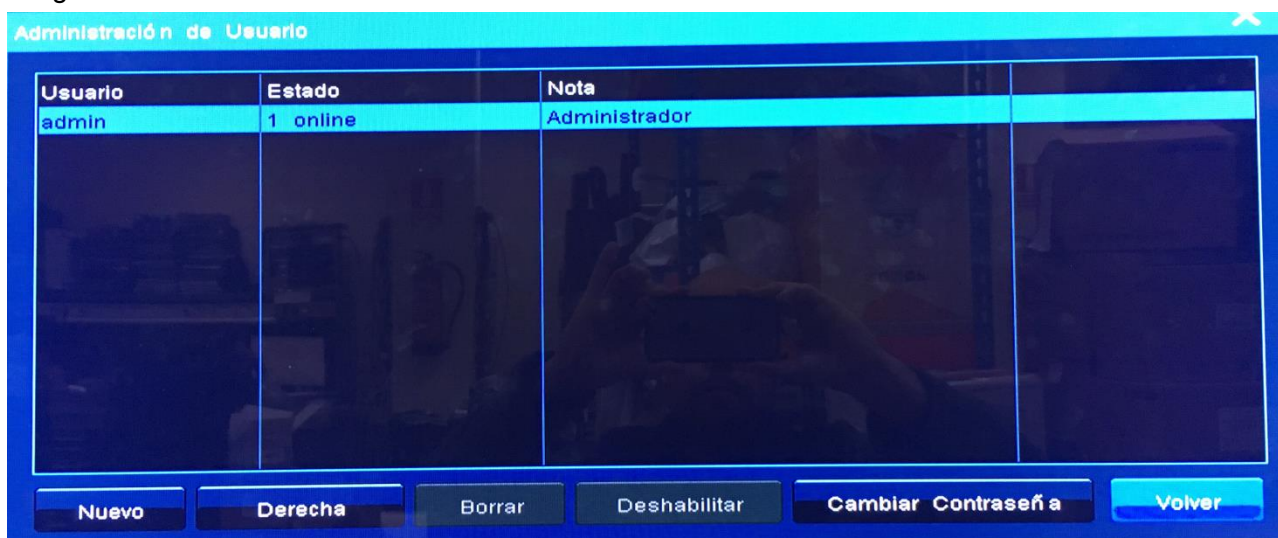 Administración de Usuario
Usuario Estado Nota
admin 1 online Administrador
Nuevo Derecha Borrar Deshabilitar Cambiar Contraseña Volver